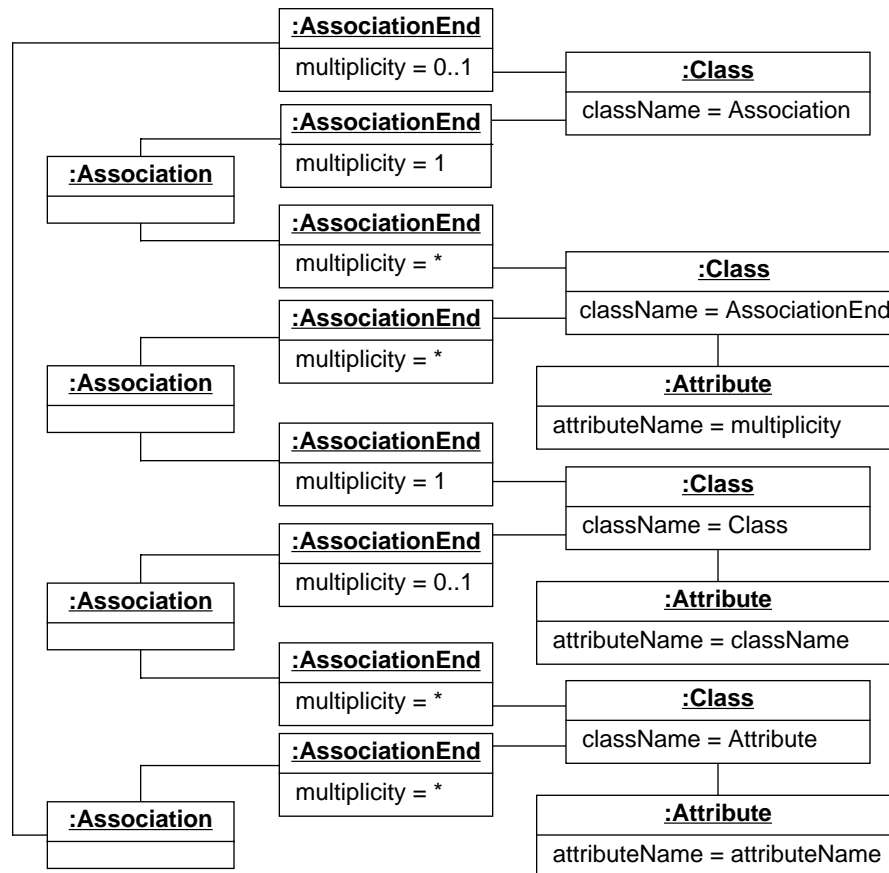 :AssociationEnd
multiplicity = 0..1
:Class
className = Association
:AssociationEnd
multiplicity = 1
:Association
:AssociationEnd
multiplicity = *
:Class
className = AssociationEnd
:AssociationEnd
multiplicity = *
:Association
:Attribute
attributeName = multiplicity
:AssociationEnd
multiplicity = 1
:Class
className = Class
:AssociationEnd
multiplicity = 0..1
:Association
:Attribute
attributeName = className
:AssociationEnd
multiplicity = *
:Class
className = Attribute
:AssociationEnd
multiplicity = *
:Association
:Attribute
attributeName = attributeName